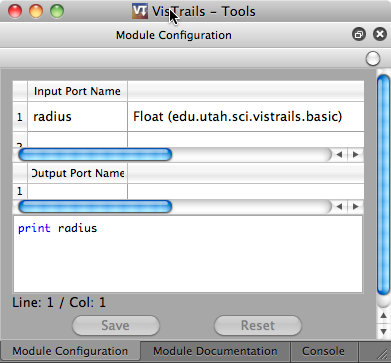 VisTrails - Tools
Module Configuration
Input Port Name
1 radius Float (edu.utah.sci.vistrails.basic)
2
Output Port Name
1
print radius
Line: 1 / Col: 1
Save Reset
Module Configuration Module Documentation Console